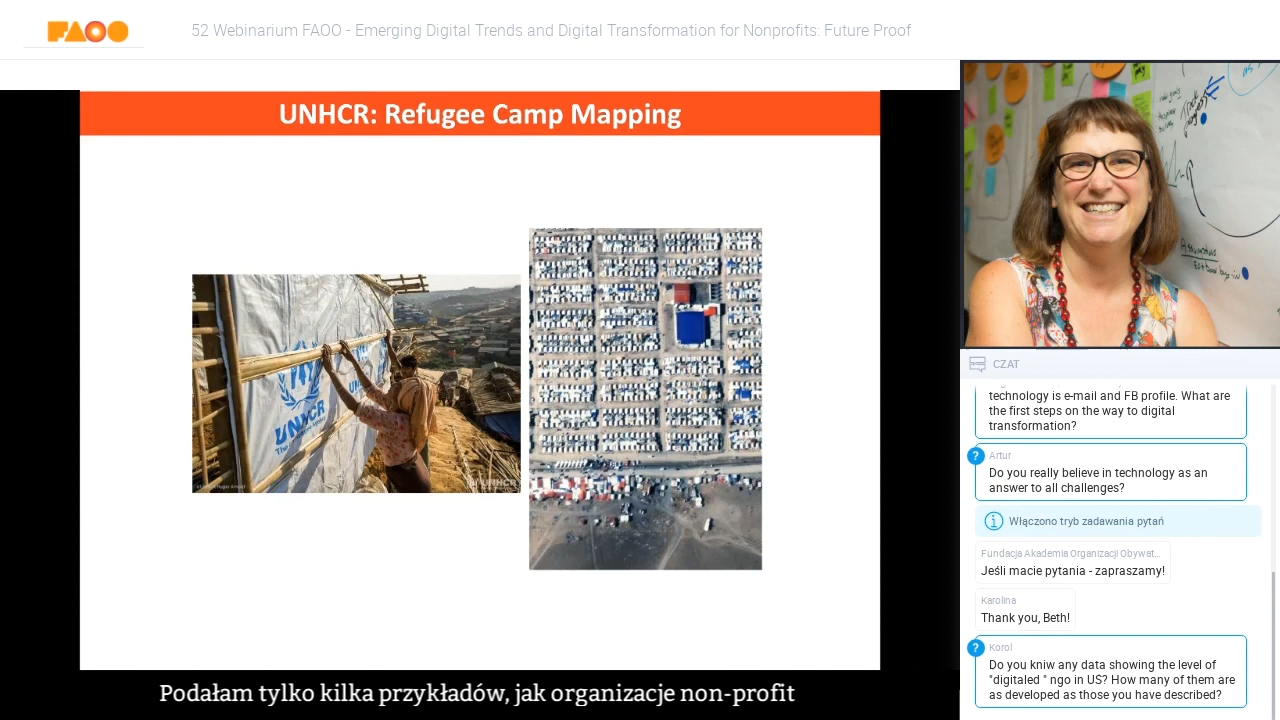 FAOO
52 Webinarium FAOO - Emerging Digital Trends and Digital Transformation for Nonprofits: Future Proof
UNHCR: Refugee Camp Mapping
UNHCR
UNHCR
Podałam tylko kilka przykładów, jak organizacje non-profit
CZAT
technology is e-mail and FB profile. What are
the first steps on the way to digital
transformation?
?
Artur
Do you really believe in technology as an
answer to all challenges?
Włączono tryb zadawania pytań
Fundacja Akademia Organizacji Obywat...
Jeśli macie pytania - zapraszamy!
Karolina
Thank you, Beth!
?
Korol
Do you kniw any data showing the level of
"digitaled " ngo in US? How many of them are
as developed as those you have described?